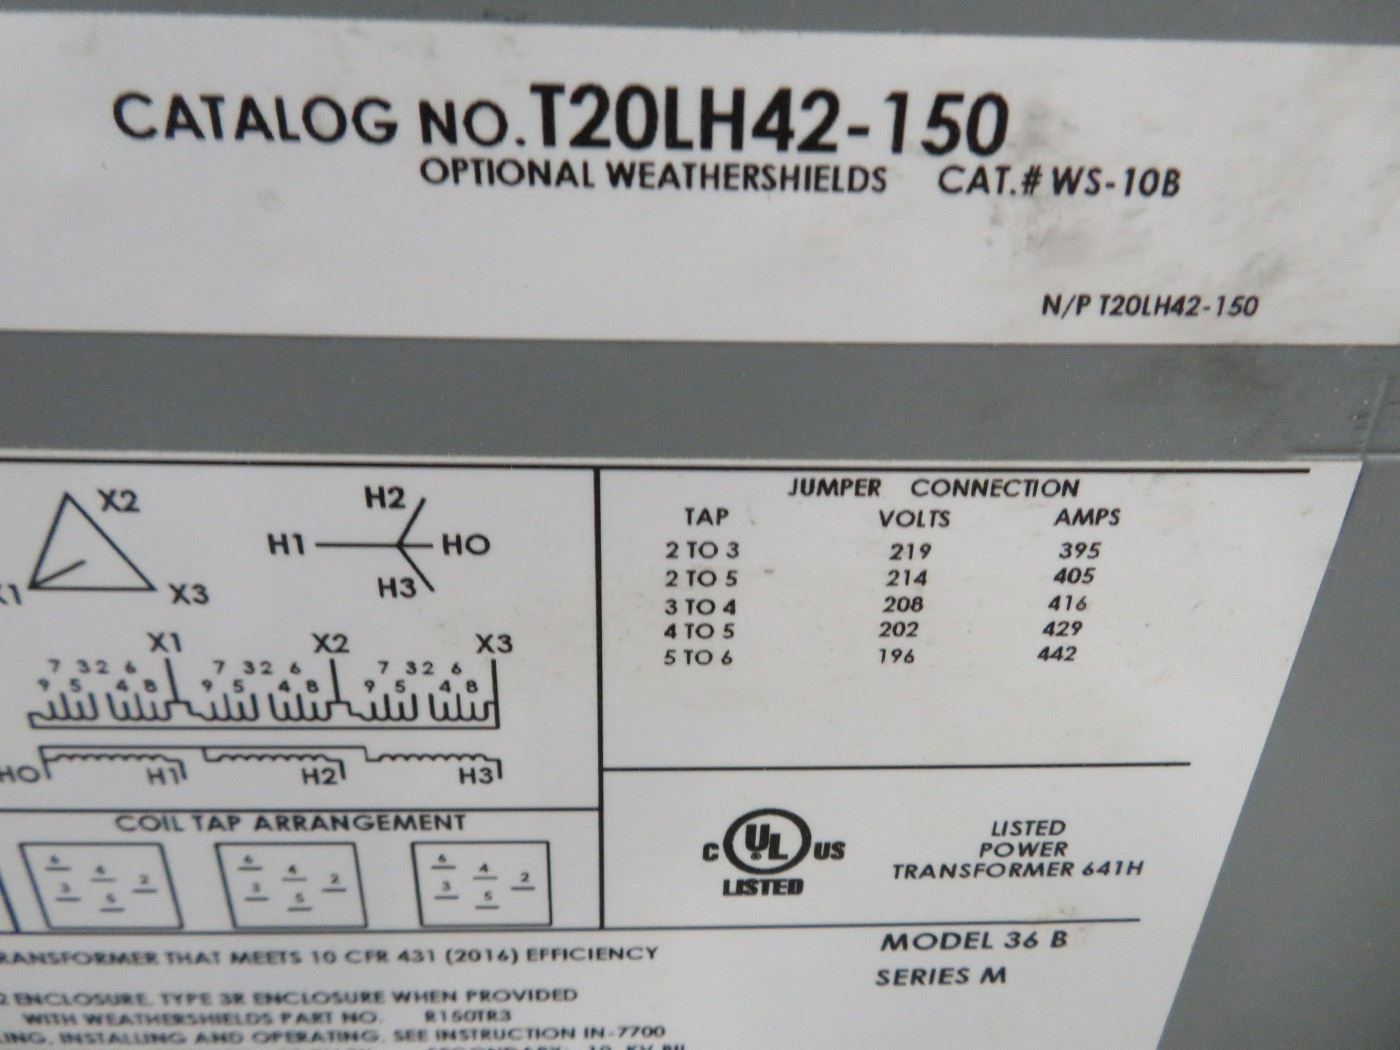 CATALOG NO. T20LH42-150
OPTIONAL WEATHERSHIELDS CAT.# WS-10B
N/P T20LH42-150
X2
X1
X3
H2
H1
HO
H3
X1 X2 X3
7 3 2 6 7 3 2 6 7 3 2 6
9 5 4 8 9 5 4 8 9 5 4 8
HO H1 H2 H3
COIL TAP ARRANGEMENT
6 4 2 6 4 2 6 4 2
3 5 3 5 3 5
JUMPER CONNECTION
TAP VOLTS AMPS
2 TO 3 219 395
2 TO 5 214 405
3 TO 4 208 416
4 TO 5 202 429
5 TO 6 196 442
C UL US
LISTED
LISTED
POWER
TRANSFORMER 641H
MODEL 36 B
SERIES M
RANSFORMER THAT MEETS 10 CFR 431 (2016) EFFICIENCY
2 ENCLOSURE. TYPE 3R ENCLOSURE WHEN PROVIDED
WITH WEATHERSHIELDS PART NO. R150TR3
LING, INSTALLING AND OPERATING. SEE INSTRUCTION IN-7700